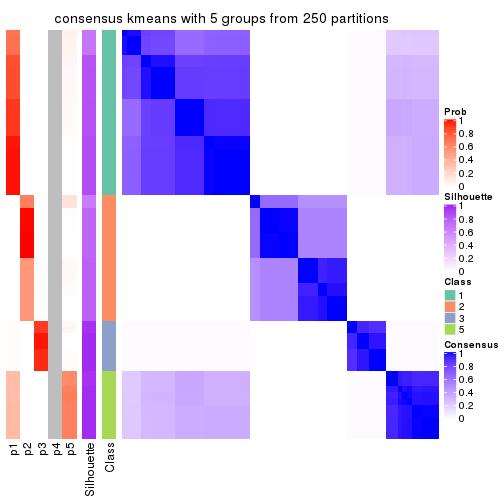 consensus kmeans with 5 groups from 250 partitions
Prob
1
0.8
0.6
0.4
0.2
0
Silhouette
1
0.8
0.6
0.4
0.2
0
Class
1
2
3
5
Consensus
1
0.8
0.6
0.4
0.2
0
p1
p2
p3
p4
p5
Silhouette
Class